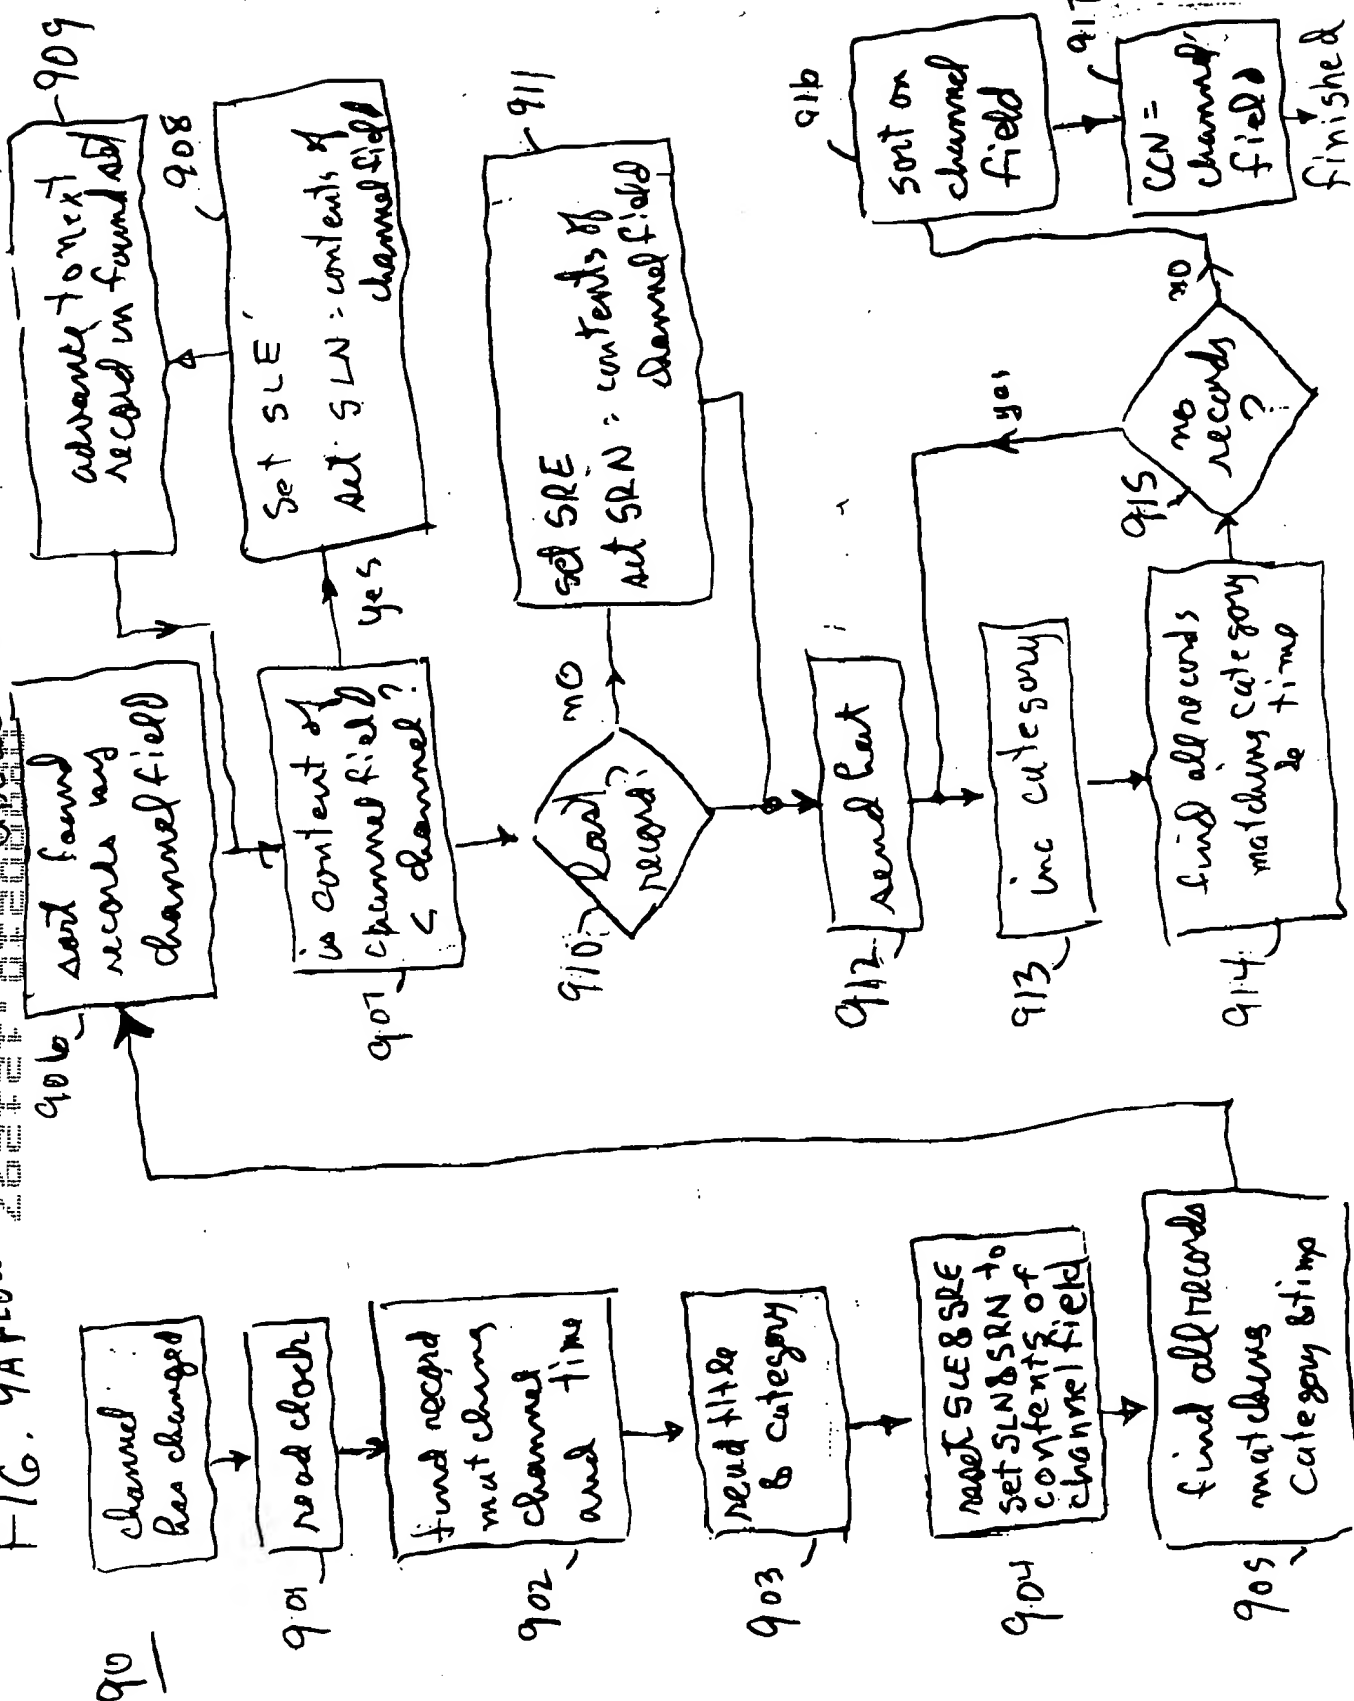 FIG. 9A FLOW
90
channel
has changed
901
read clock
902
find record
matching
channel
and time
903
read title
& category
904
reset SLE & SRE
set SLN & SRN to
contents of
channel field
905
find all records
matching
category & time
906
sort found
records by
channel field
907
is content of
channel field
< channel?
yes
908
Set SLE
set SLN = contents of
channel field
909
advance to next
record in found set
910
last
record?
no
911
set SRE
set SRN = contents of
channel field
912
send hat
913
inc category
914
find all records
matching category
& time
915
no
records
?
yes
no
916
sort on
channel
field
917
CCN =
channel
field
finished